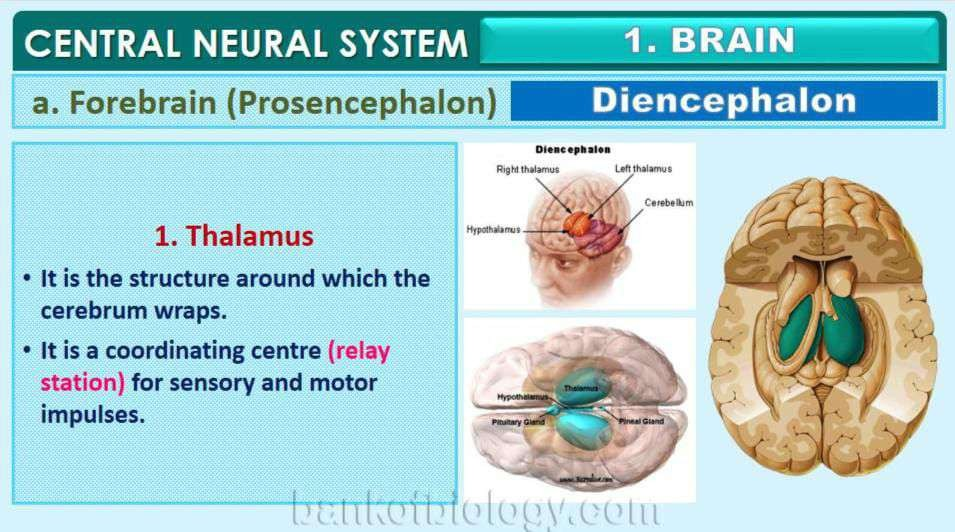 CENTRAL NEURAL SYSTEM
1. BRAIN
a. Forebrain (Prosencephalon)
Diencephalon
1. Thalamus
• It is the structure around which the
cerebrum wraps.
• It is a coordinating centre (relay
station) for sensory and motor
impulses.
Diencephalon
Right thalamus
Left thalamus
Cerebellum
Hypothalamus
Thalamus
Hypothalamus
Pituitary Gland
Pineal Gland
bankofbiology.com